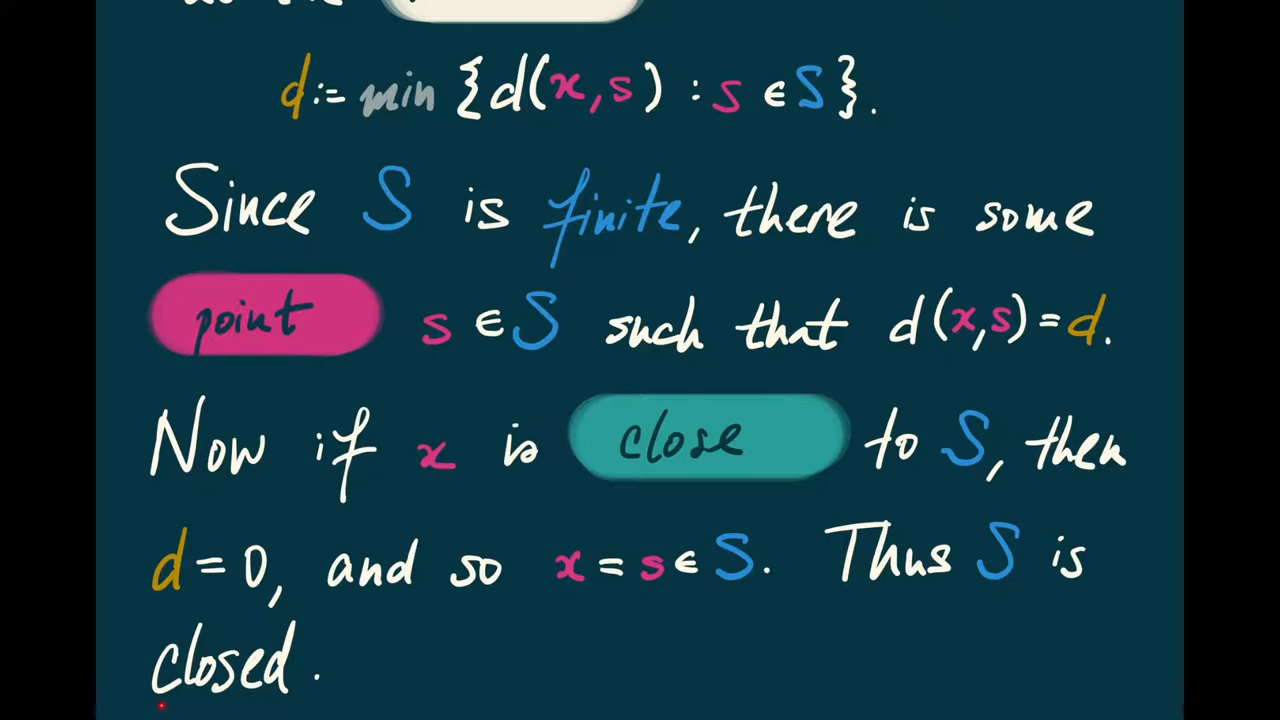 d := min {d(x,s) : s ∈ S}.
Since S is finite, there is some
point s ∈ S such that d(x,s) = d.
Now if x is close to S, then
d = 0, and so x = s ∈ S. Thus S is
closed.